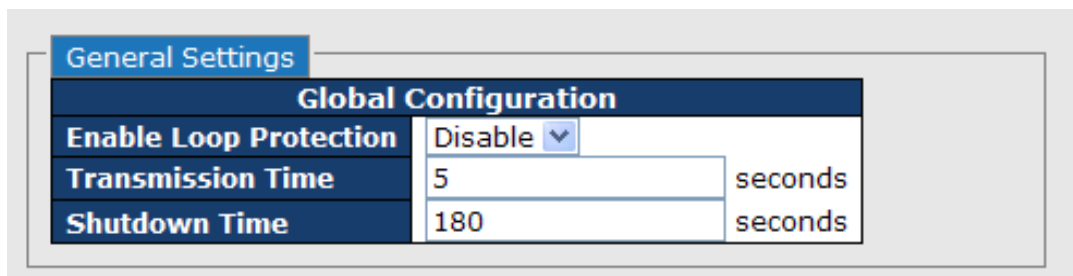 General Settings
Global Configuration
Enable Loop Protection Disable
Transmission Time 5 seconds
Shutdown Time 180 seconds